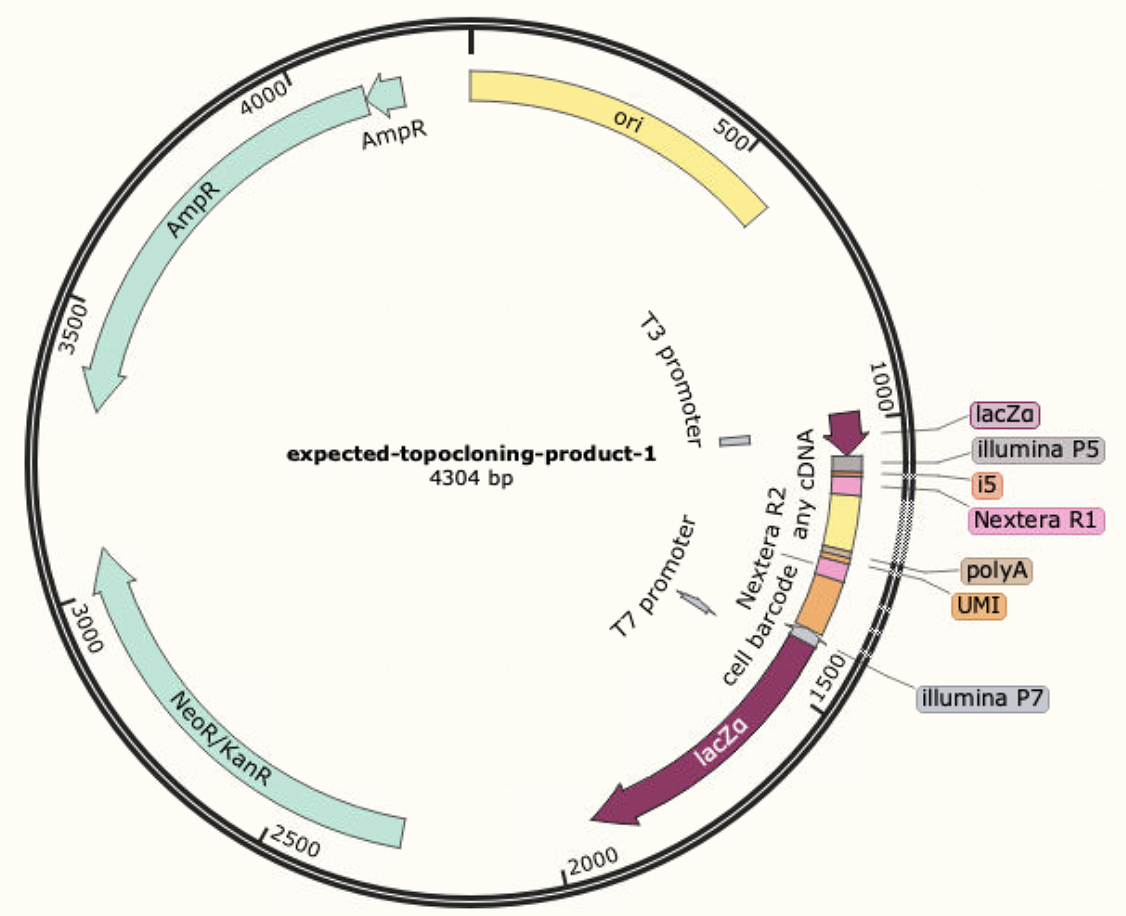 4000
AmpR
ori
500
AmpR
3500
T3 promoter
1000
lacZα
expected-topocloning-product-1
4304 bp
illumina P5
i5
Nextera R1
any cDNA
Nextera R2
polyA
UMI
T7 promoter
cell barcode
3000
illumina P7
1500
NeoR/KanR
lacZα
2500
2000